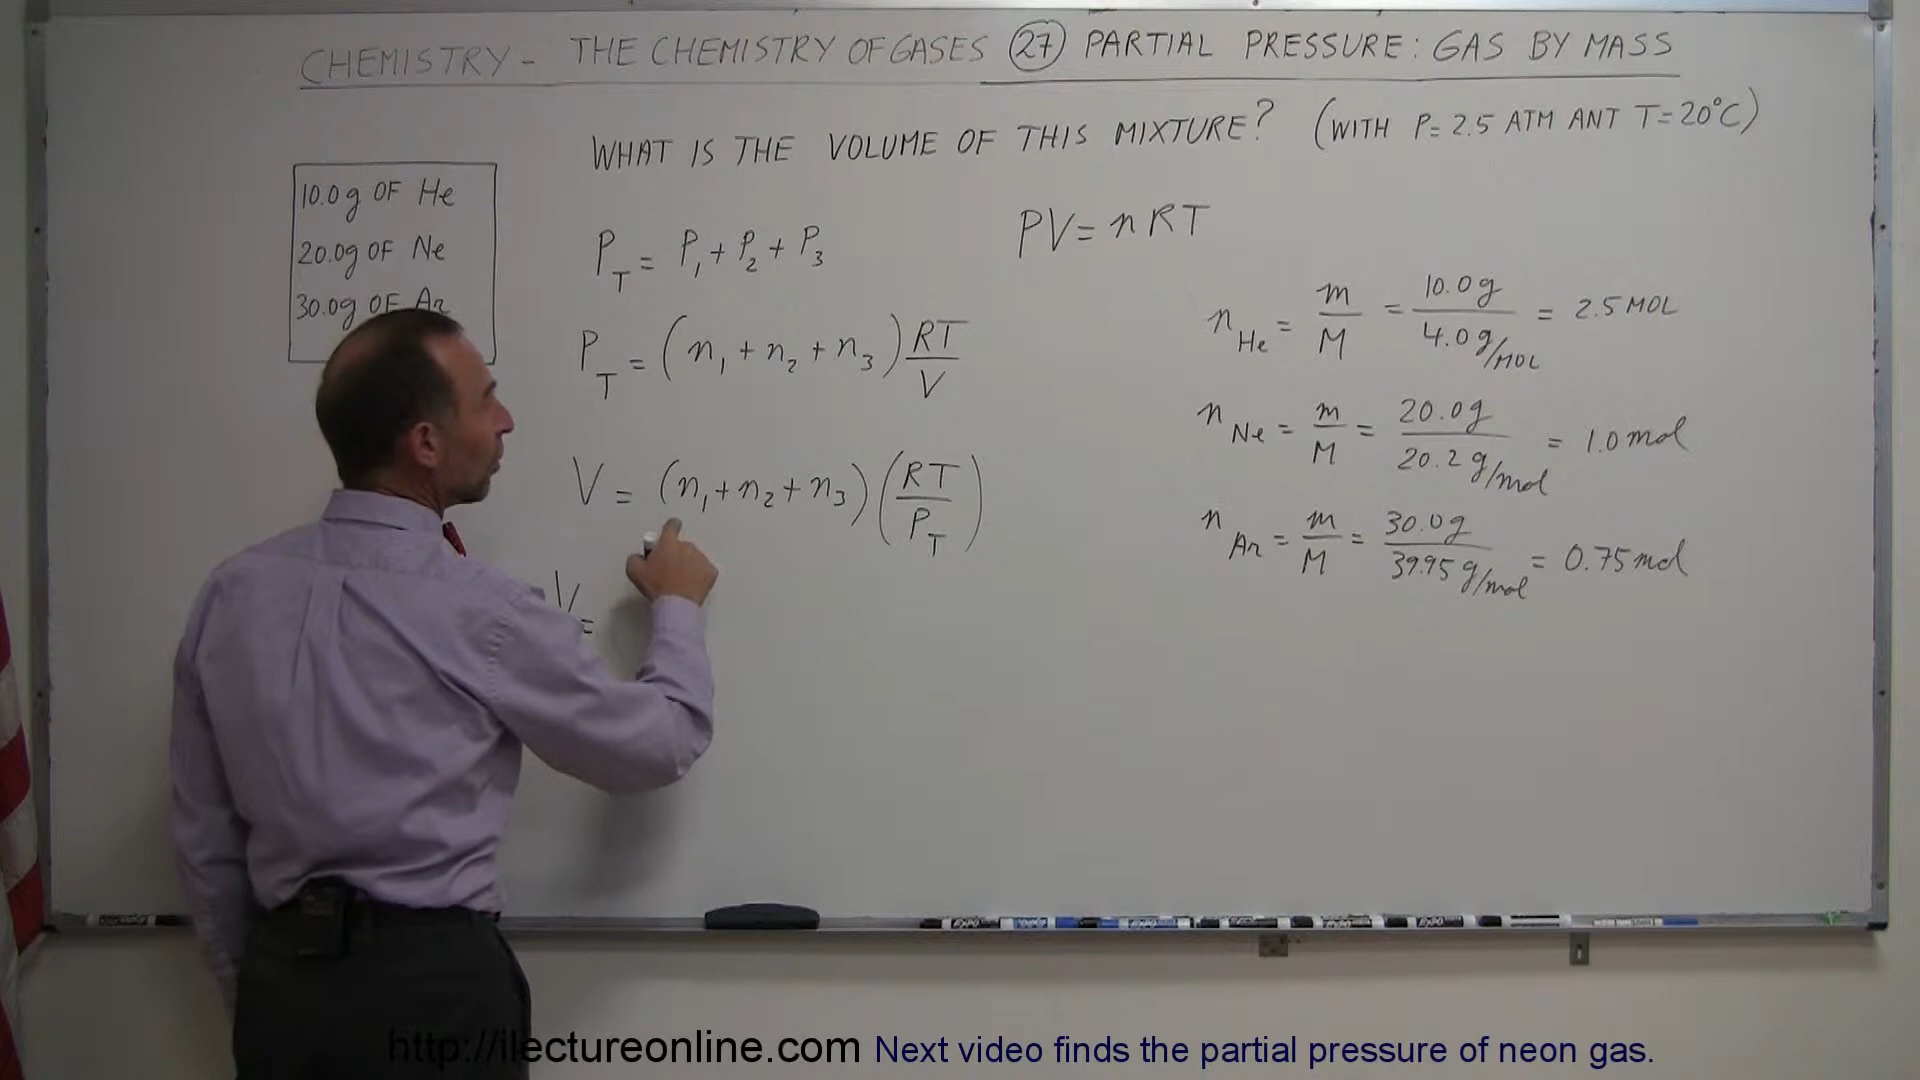 CHEMISTRY - THE CHEMISTRY OF GASES 27 PARTIAL PRESSURE: GAS BY MASS
WHAT IS THE VOLUME OF THIS MIXTURE? (WITH P= 2.5 ATM ANT T=20°C)
10.0g OF He
20.0g OF Ne
30.0g OF Ar
P_T = P_1 + P_2 + P_3
P_T = (n_1 + n_2 + n_3) RT/V
V = (n_1 + n_2 + n_3)(RT/P_T)
V =
PV = nRT
n_He = m/M = 10.0g/4.0g/MOL = 2.5 MOL
n_Ne = m/M = 20.0g/20.2g/mol = 1.0 mol
n_Ar = m/M = 30.0g/39.95g/mol = 0.75 mol
http://ilectureonline.com Next video finds the partial pressure of neon gas.